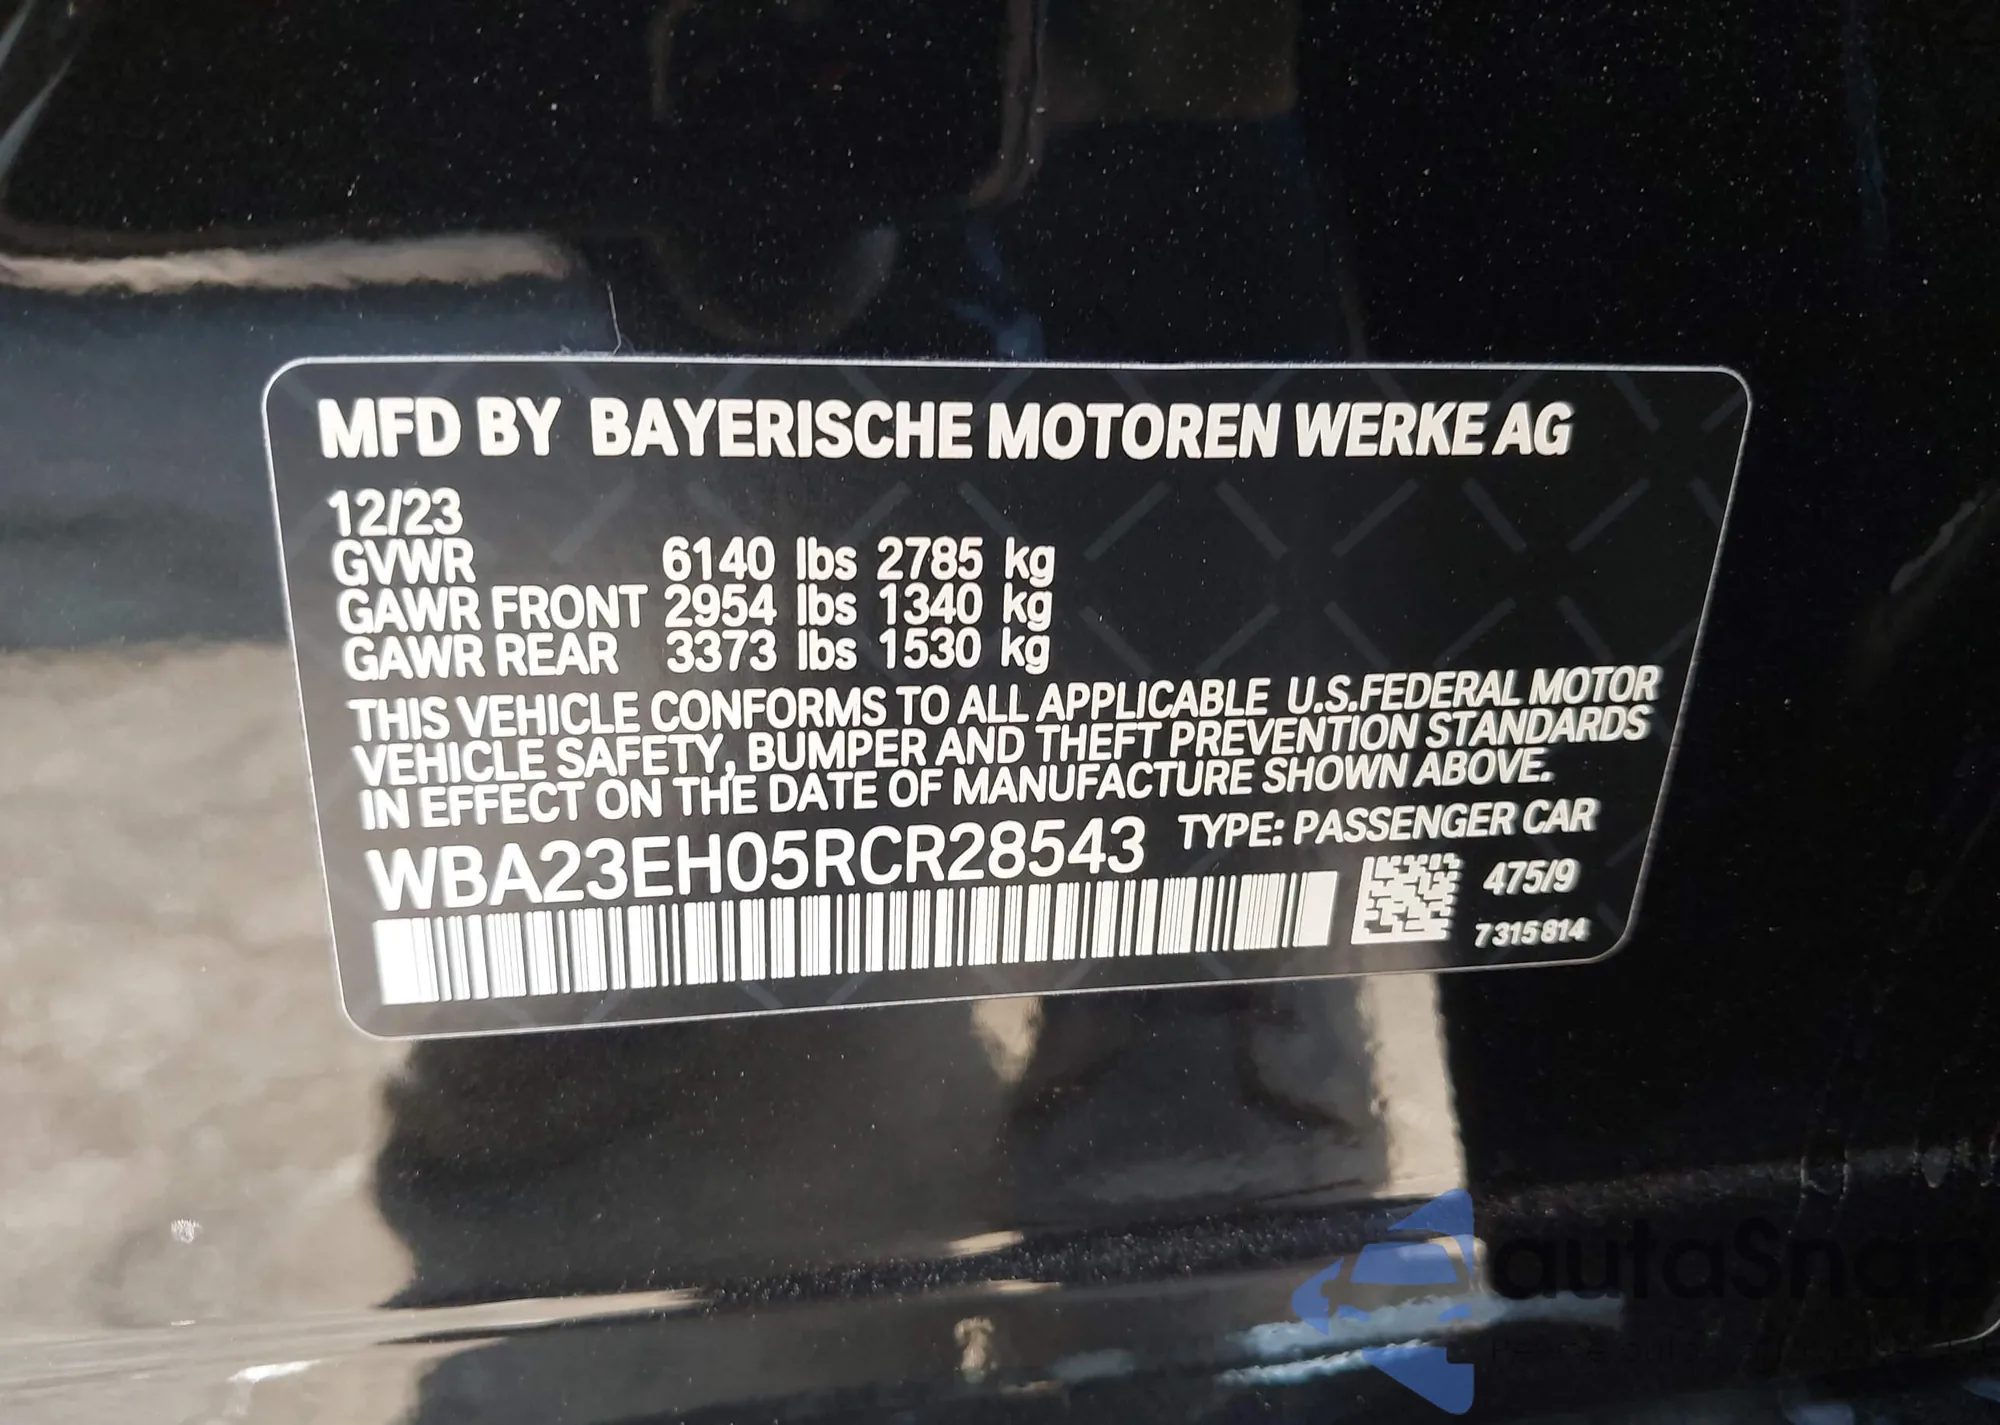 MFD BY BAYERISCHE MOTOREN WERKE AG
12/23
GVWR 6140 lbs 2785 kg
GAWR FRONT 2954 lbs 1340 kg
GAWR REAR 3373 lbs 1530 kg
THIS VEHICLE CONFORMS TO ALL APPLICABLE U.S.FEDERAL MOTOR
VEHICLE SAFETY, BUMPER AND THEFT PREVENTION STANDARDS
IN EFFECT ON THE DATE OF MANUFACTURE SHOWN ABOVE.
WBA23EH05RCR28543 TYPE: PASSENGER CAR
475/9
7315814
autaSnap